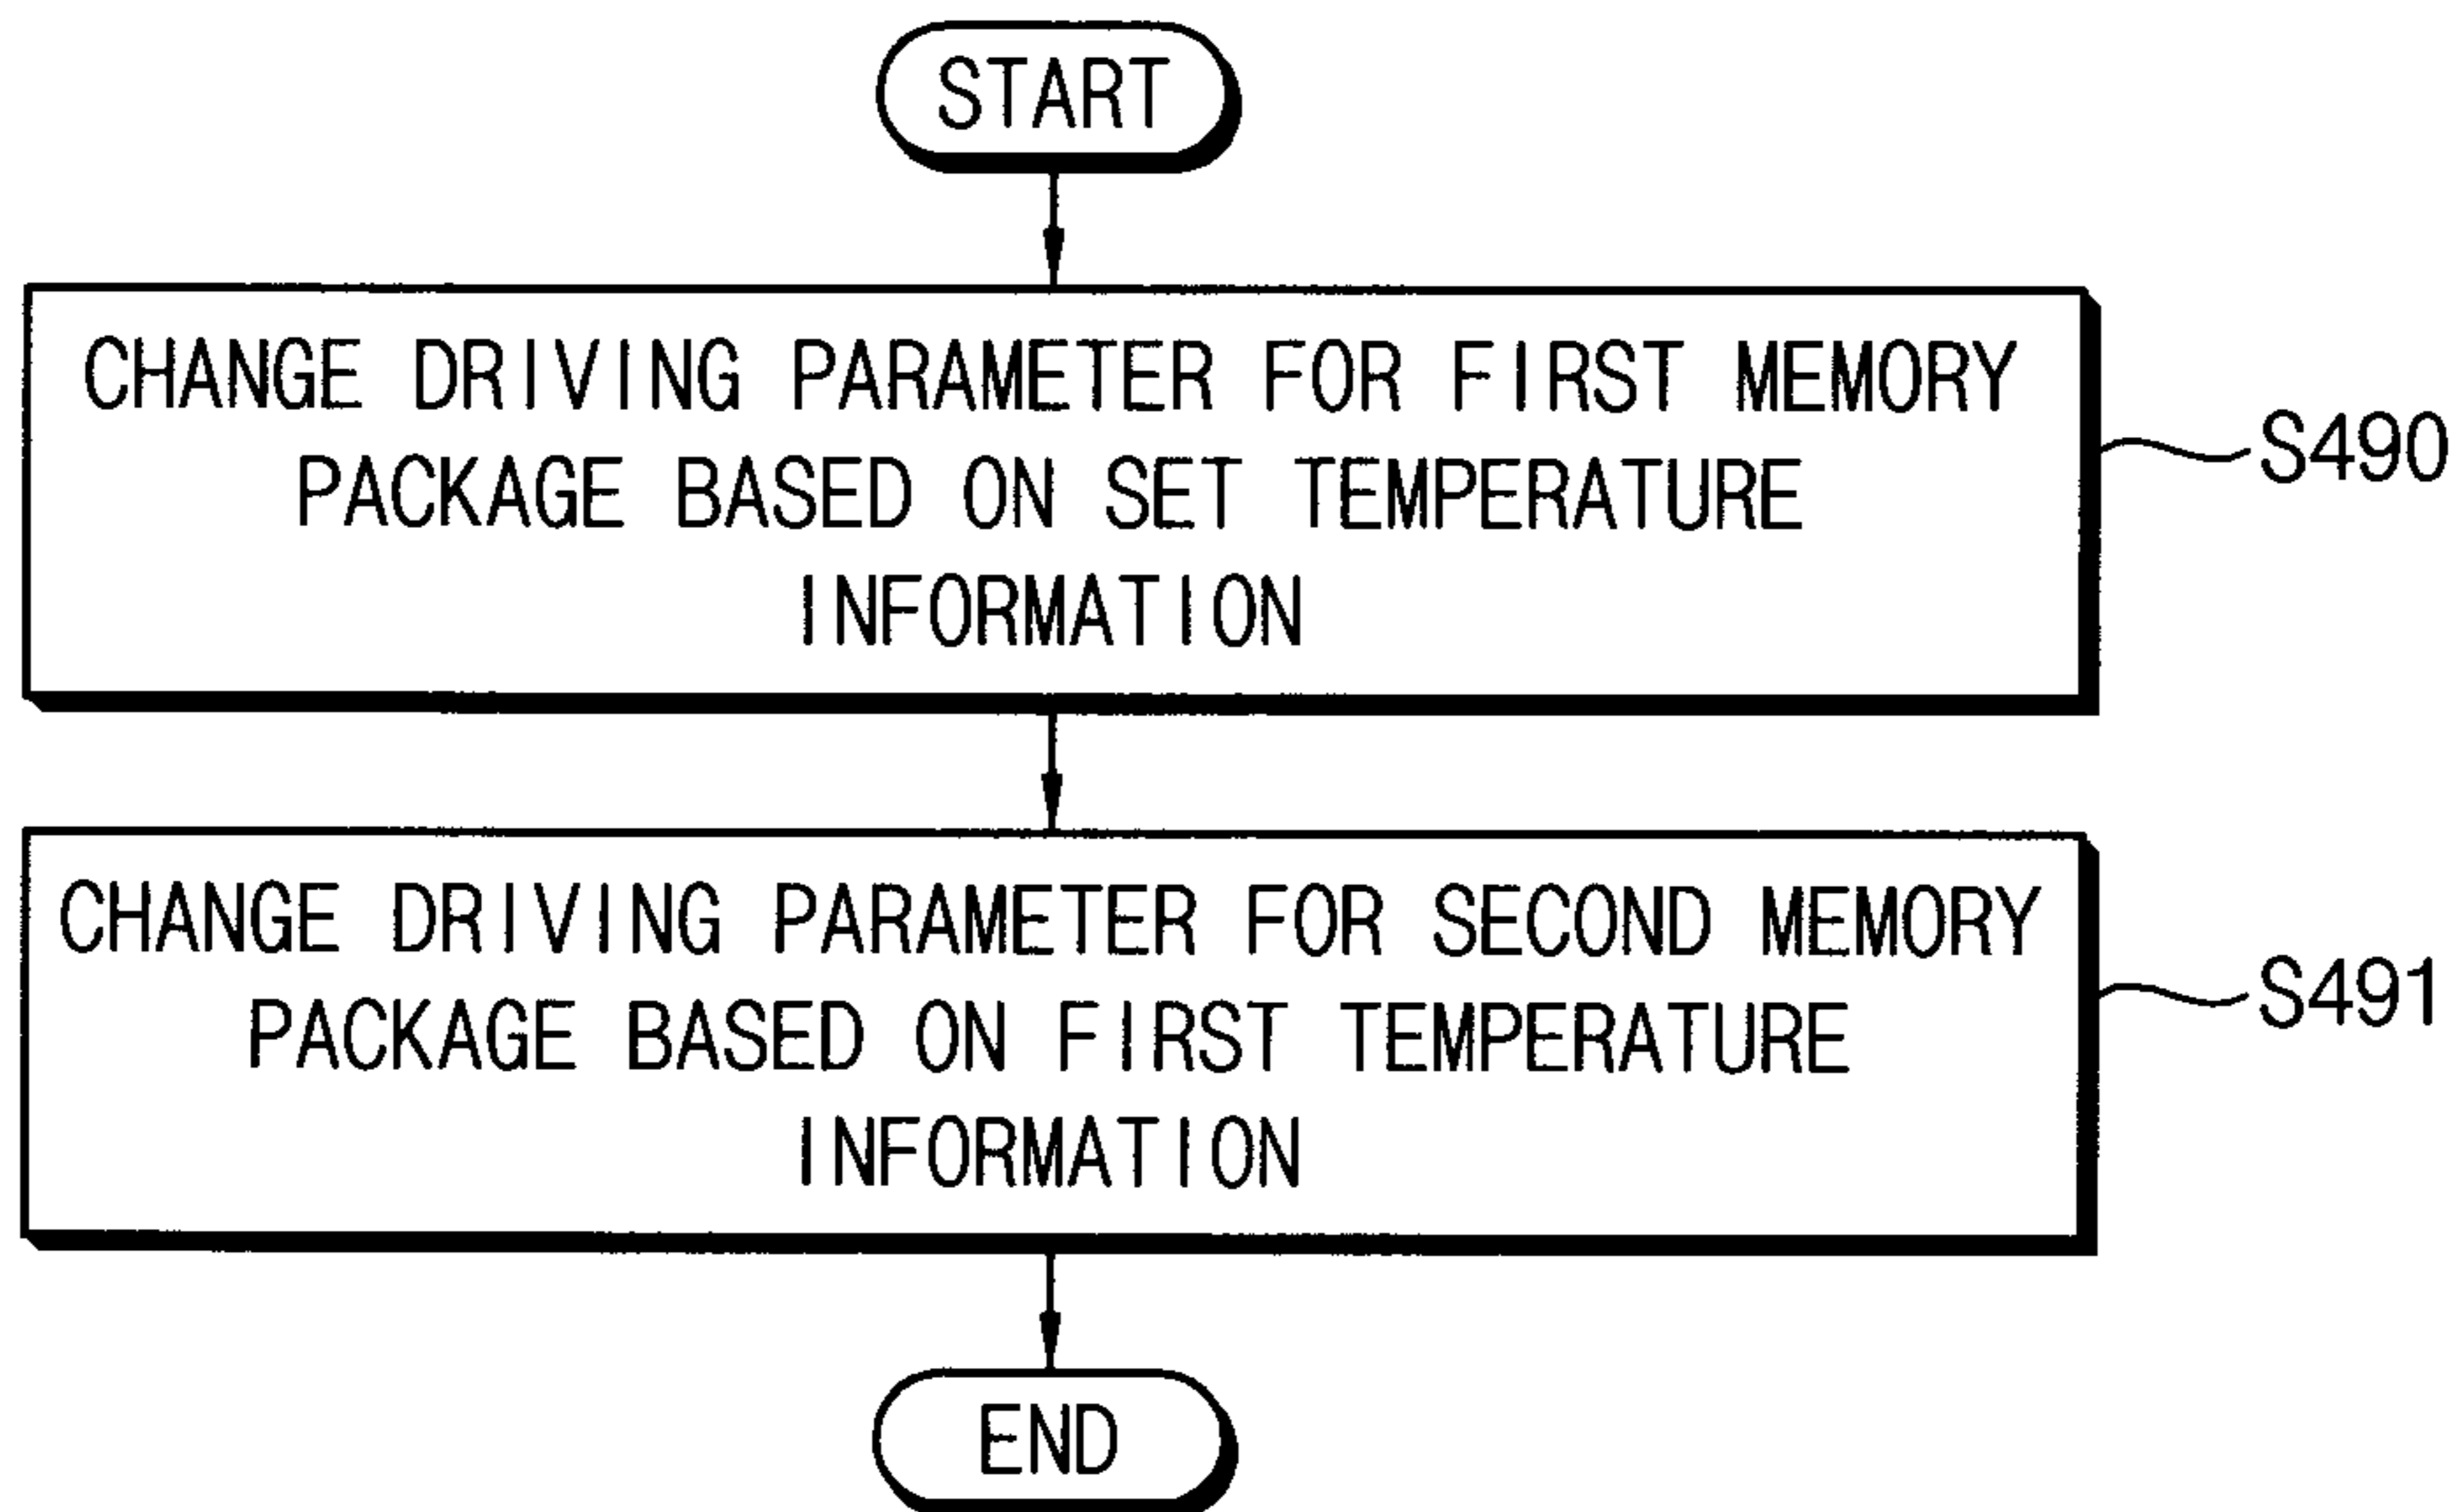 START
CHANGE DRIVING PARAMETER FOR FIRST MEMORY
PACKAGE BASED ON SET TEMPERATURE
INFORMATION
S490
CHANGE DRIVING PARAMETER FOR SECOND MEMORY
PACKAGE BASED ON FIRST TEMPERATURE
INFORMATION
S491
END